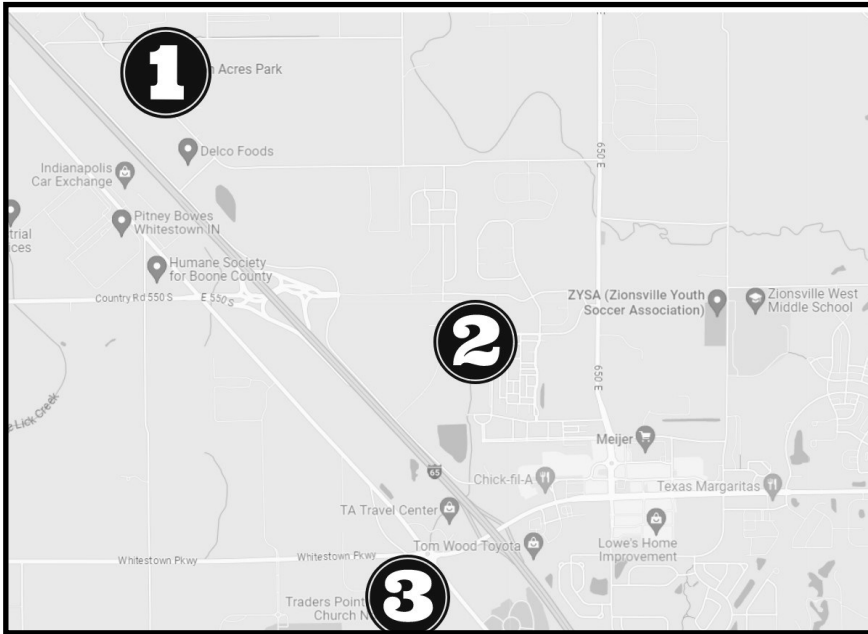 1
Acres Park
Delco Foods
Indianapolis
Car Exchange
Pitney Bowes
Whitestown IN
Humane Society
for Boone County
Country Rd 550 S
E 550 S
650 E
2
ZYSA (Zionsville Youth
Soccer Association)
Zionsville West
Middle School
650 E
Lick Creek
65
Meijer
Chick-fil-A
Texas Margaritas
TA Travel Center
Tom Wood Toyota
Lowe's Home
Improvement
Whitestown Pkwy
Whitestown Pkwy
3
Traders Point
Church